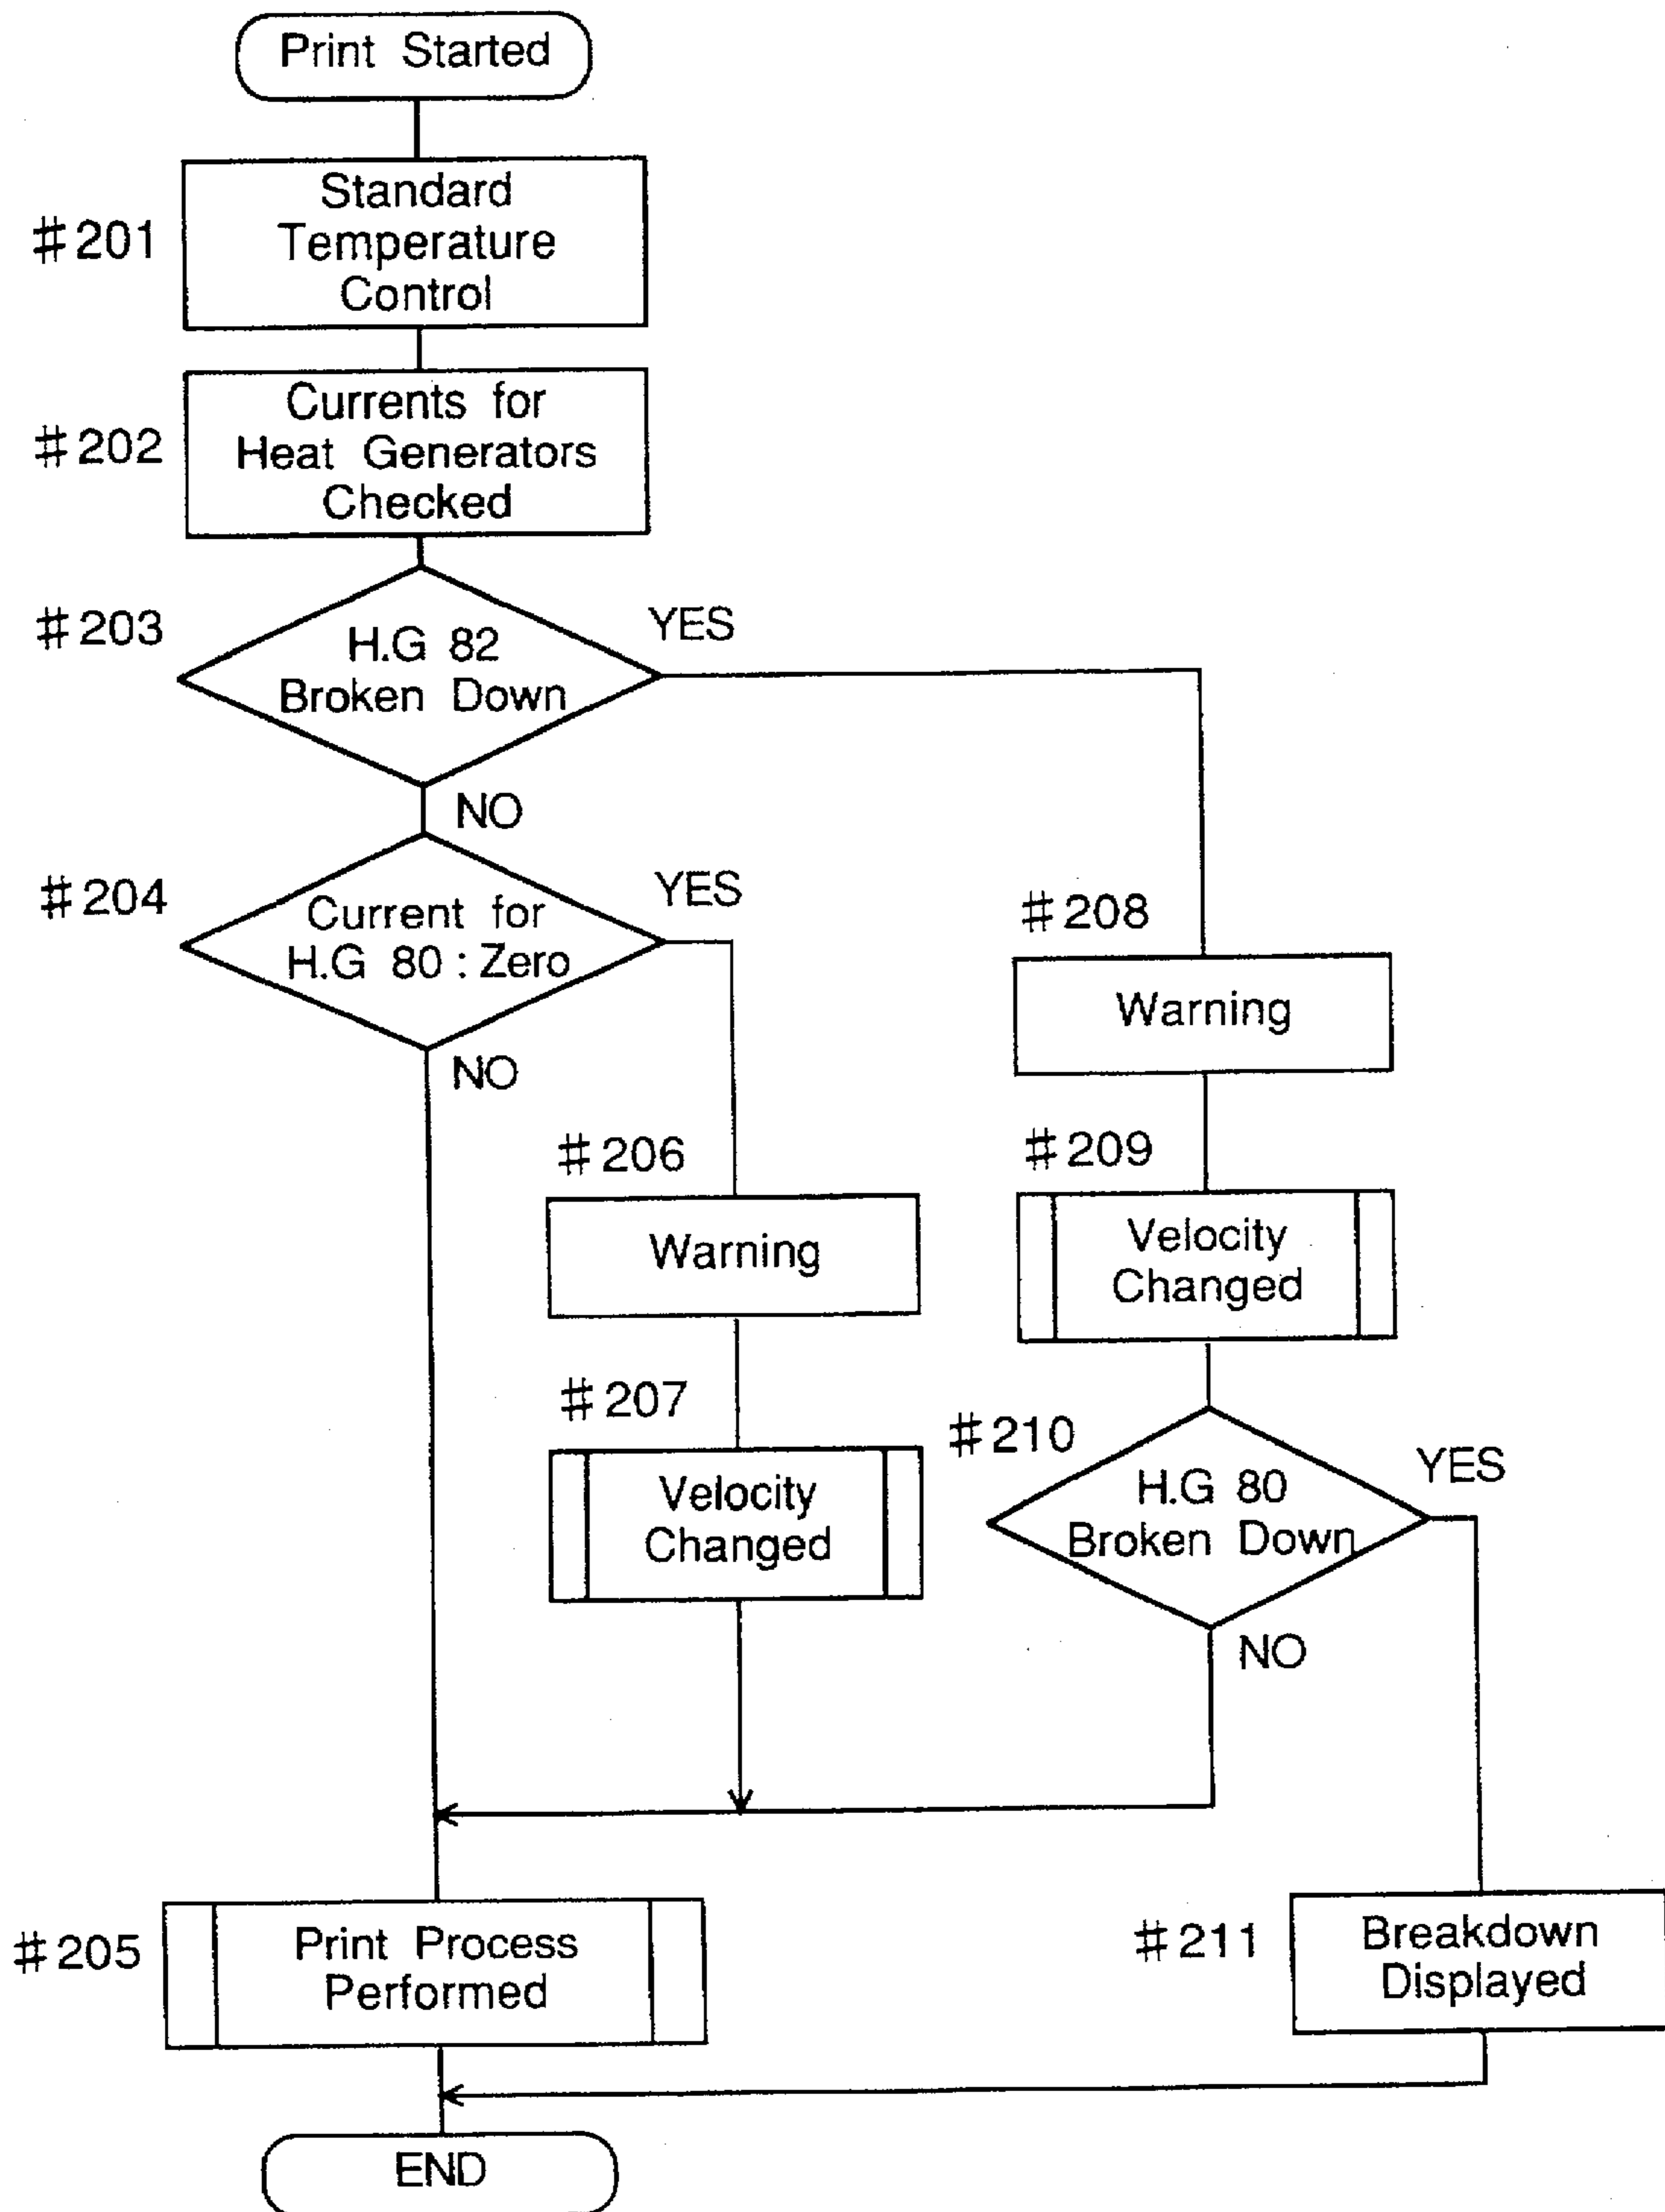 Print Started
#201
Standard
Temperature
Control
#202
Currents for
Heat Generators
Checked
#203
H.G 82
Broken Down
YES
NO
#204
Current for
H.G 80 : Zero
YES
NO
#206
Warning
#207
Velocity
Changed
#208
Warning
#209
Velocity
Changed
#210
H.G 80
Broken Down
YES
NO
#205
Print Process
Performed
#211
Breakdown
Displayed
END